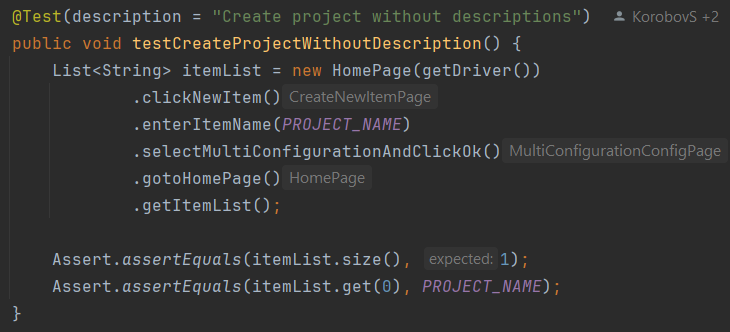 @Test(description = "Create project without descriptions") KorobovS +2
public void testCreateProjectWithoutDescription() {
List<String> itemList = new HomePage(getDriver())
.clickNewItem() CreateNewItemPage
.enterItemName(PROJECT_NAME)
.selectMultiConfigurationAndClickOk() MultiConfigurationConfigPage
.gotoHomePage() HomePage
.getItemList();
Assert.assertEquals(itemList.size(), expected: 1);
Assert.assertEquals(itemList.get(0), PROJECT_NAME);
}